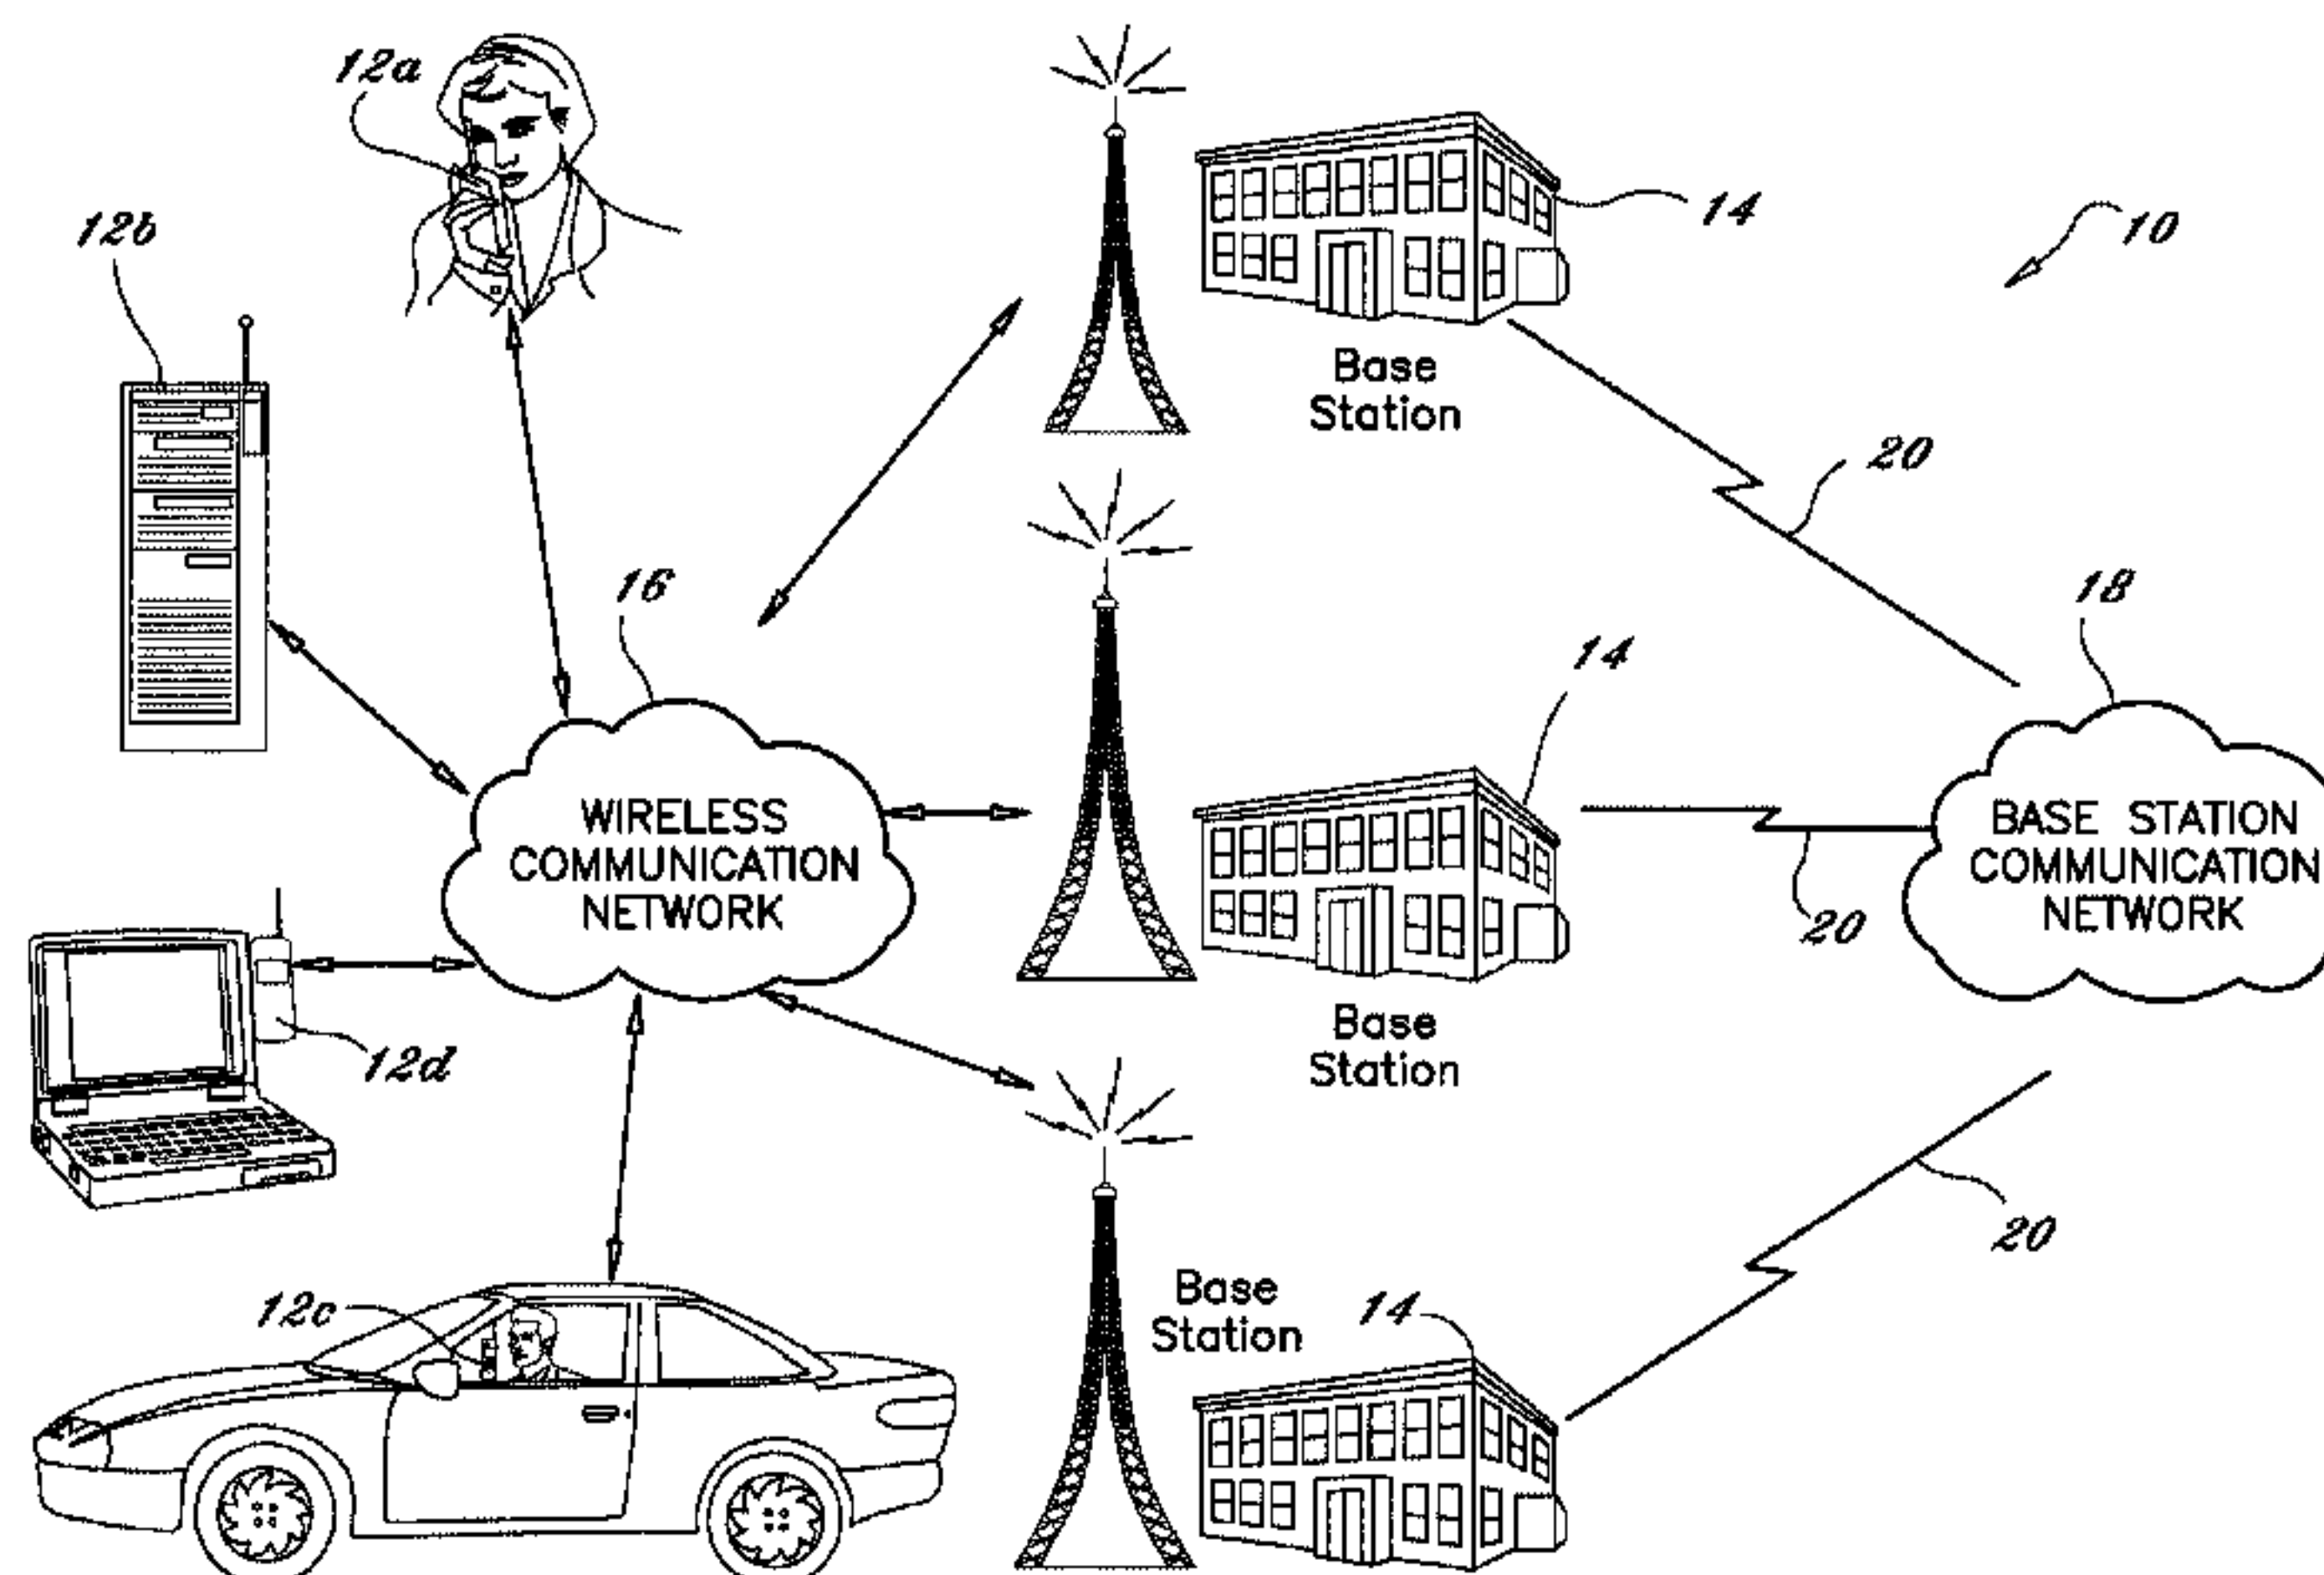 12a
12b
14
10
Base
Station
20
16
18
14
WIRELESS
COMMUNICATION
NETWORK
BASE STATION
COMMUNICATION
NETWORK
20
12d
Base
Station
20
12c
Base
Station
14